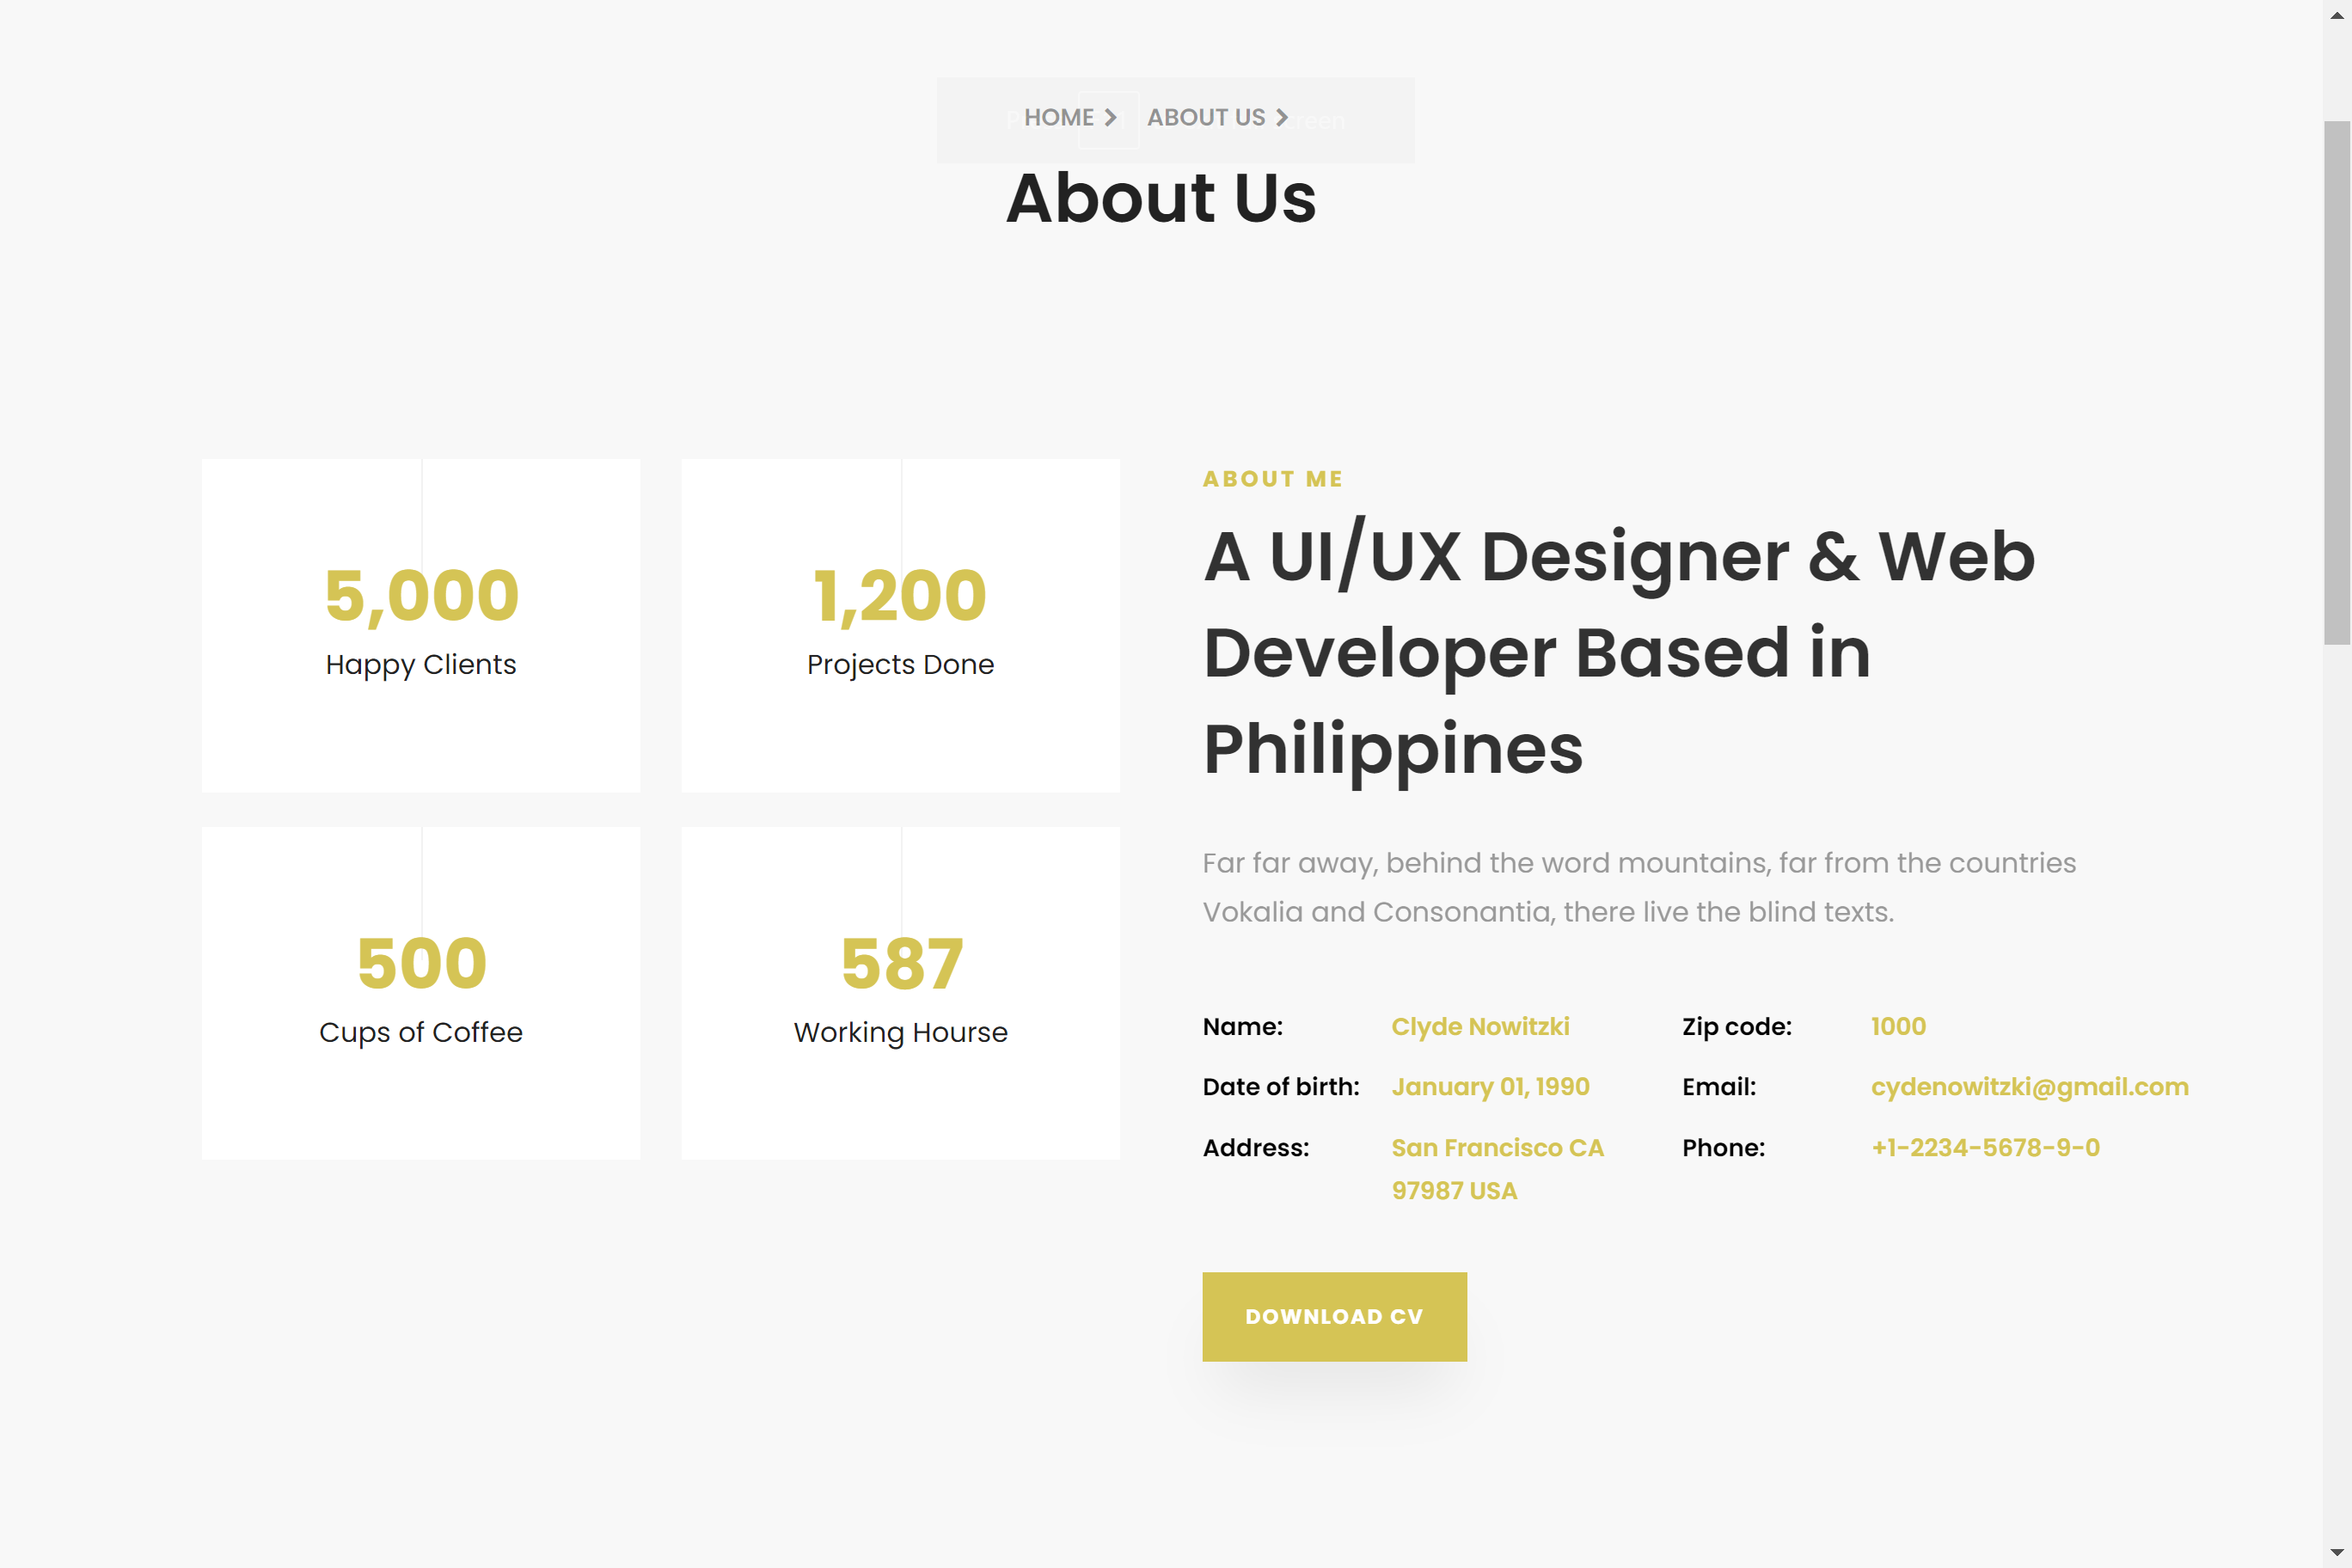 HOME ABOUT US
About Us
5,000
Happy Clients
1,200
Projects Done
500
Cups of Coffee
587
Working Hourse
ABOUT ME
A UI/UX Designer & Web
Developer Based in
Philippines
Far far away, behind the word mountains, far from the countries
Vokalia and Consonantia, there live the blind texts.
Name: Clyde Nowitzki Zip code: 1000
Date of birth: January 01, 1990 Email: cydenowitzki@gmail.com
Address: San Francisco CA Phone: +1-2234-5678-9-0
97987 USA
DOWNLOAD CV